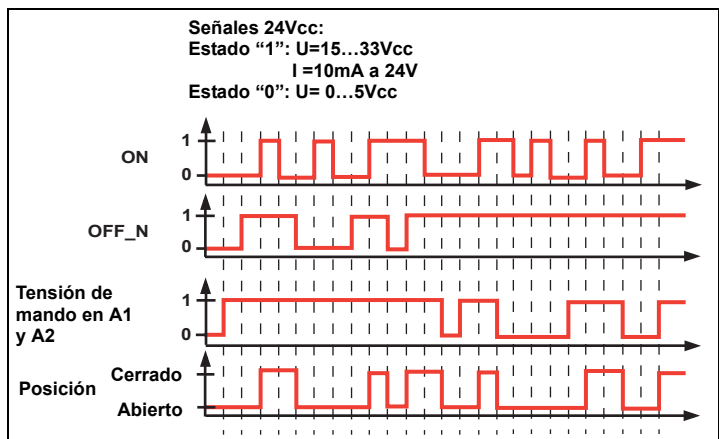 Señales 24Vcc:
Estado “1”: U=15…33Vcc
I =10mA a 24V
Estado “0”: U= 0…5Vcc
1
ON
0
1
OFF_N
0
Tensión de
mando en A1
y A2
1
0
Cerrado
Posición
Abierto